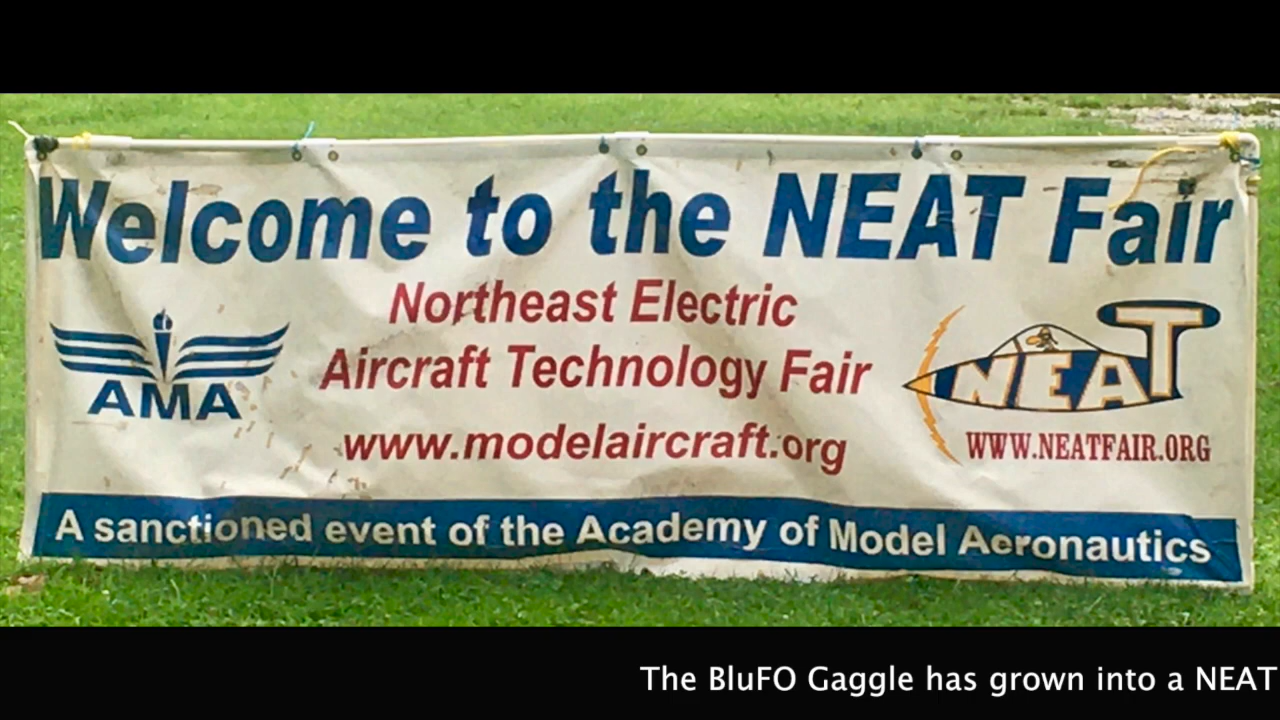 Welcome to the NEAT Fair
Northeast Electric
Aircraft Technology Fair
AMA
NEAT
www.modelaircraft.org
WWW.NEATFAIR.ORG
A sanctioned event of the Academy of Model Aeronautics
The BluFO Gaggle has grown into a NEAT